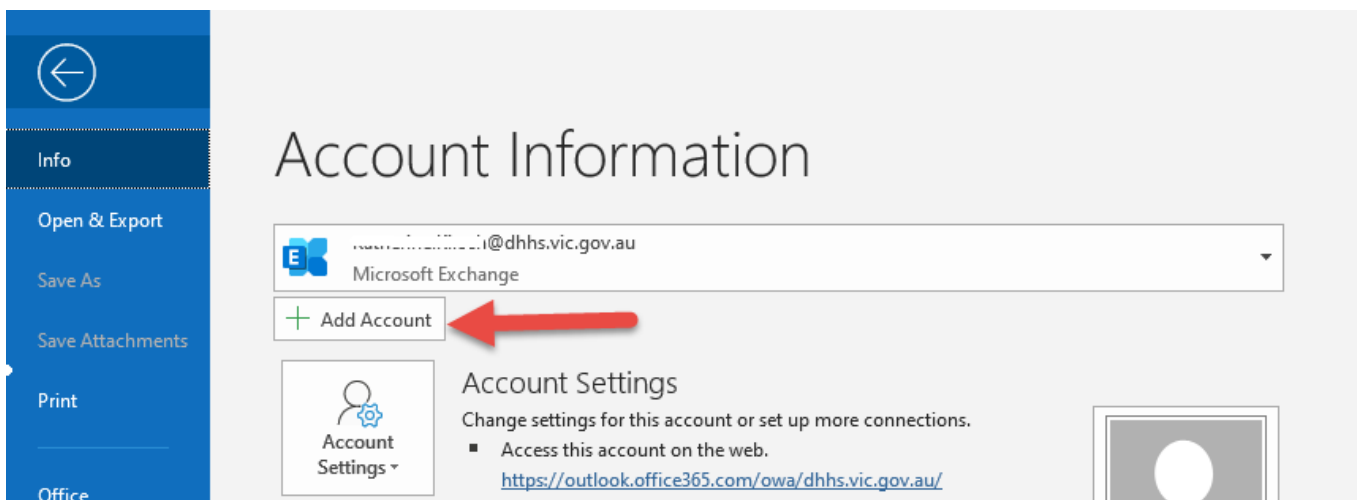 Info
Open & Export
Save As
Save Attachments
Print
Office
Account Information
@dhhs.vic.gov.au
Microsoft Exchange
Add Account
Account
Settings
Account Settings
Change settings for this account or set up more connections.
Access this account on the web.
https://outlook.office365.com/owa/dhhs.vic.gov.au/